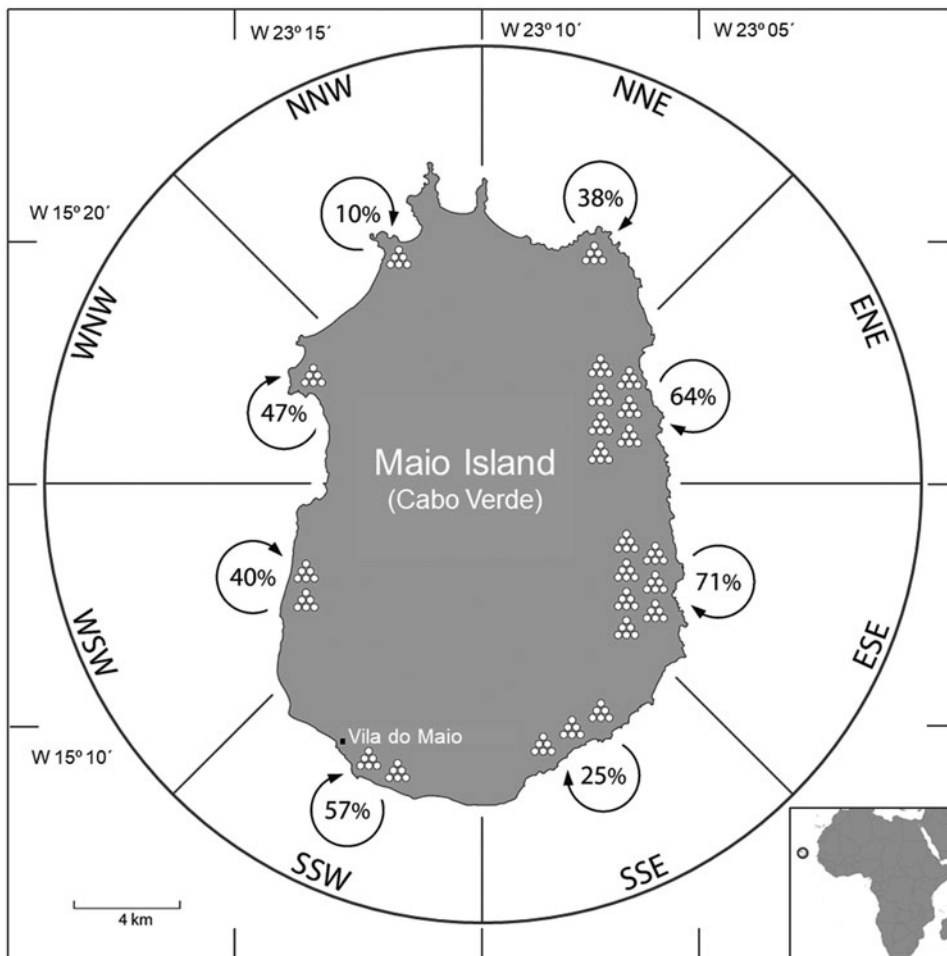 W 23º 15´
W 23º 10´
W 23º 05´
NNW
NNE
W 15º 20´
10%
38%
WNW
ENE
47%
64%
Maio Island
(Cabo Verde)
40%
71%
WSW
ESE
Vila do Maio
W 15º 10´
57%
25%
SSW
SSE
4 km